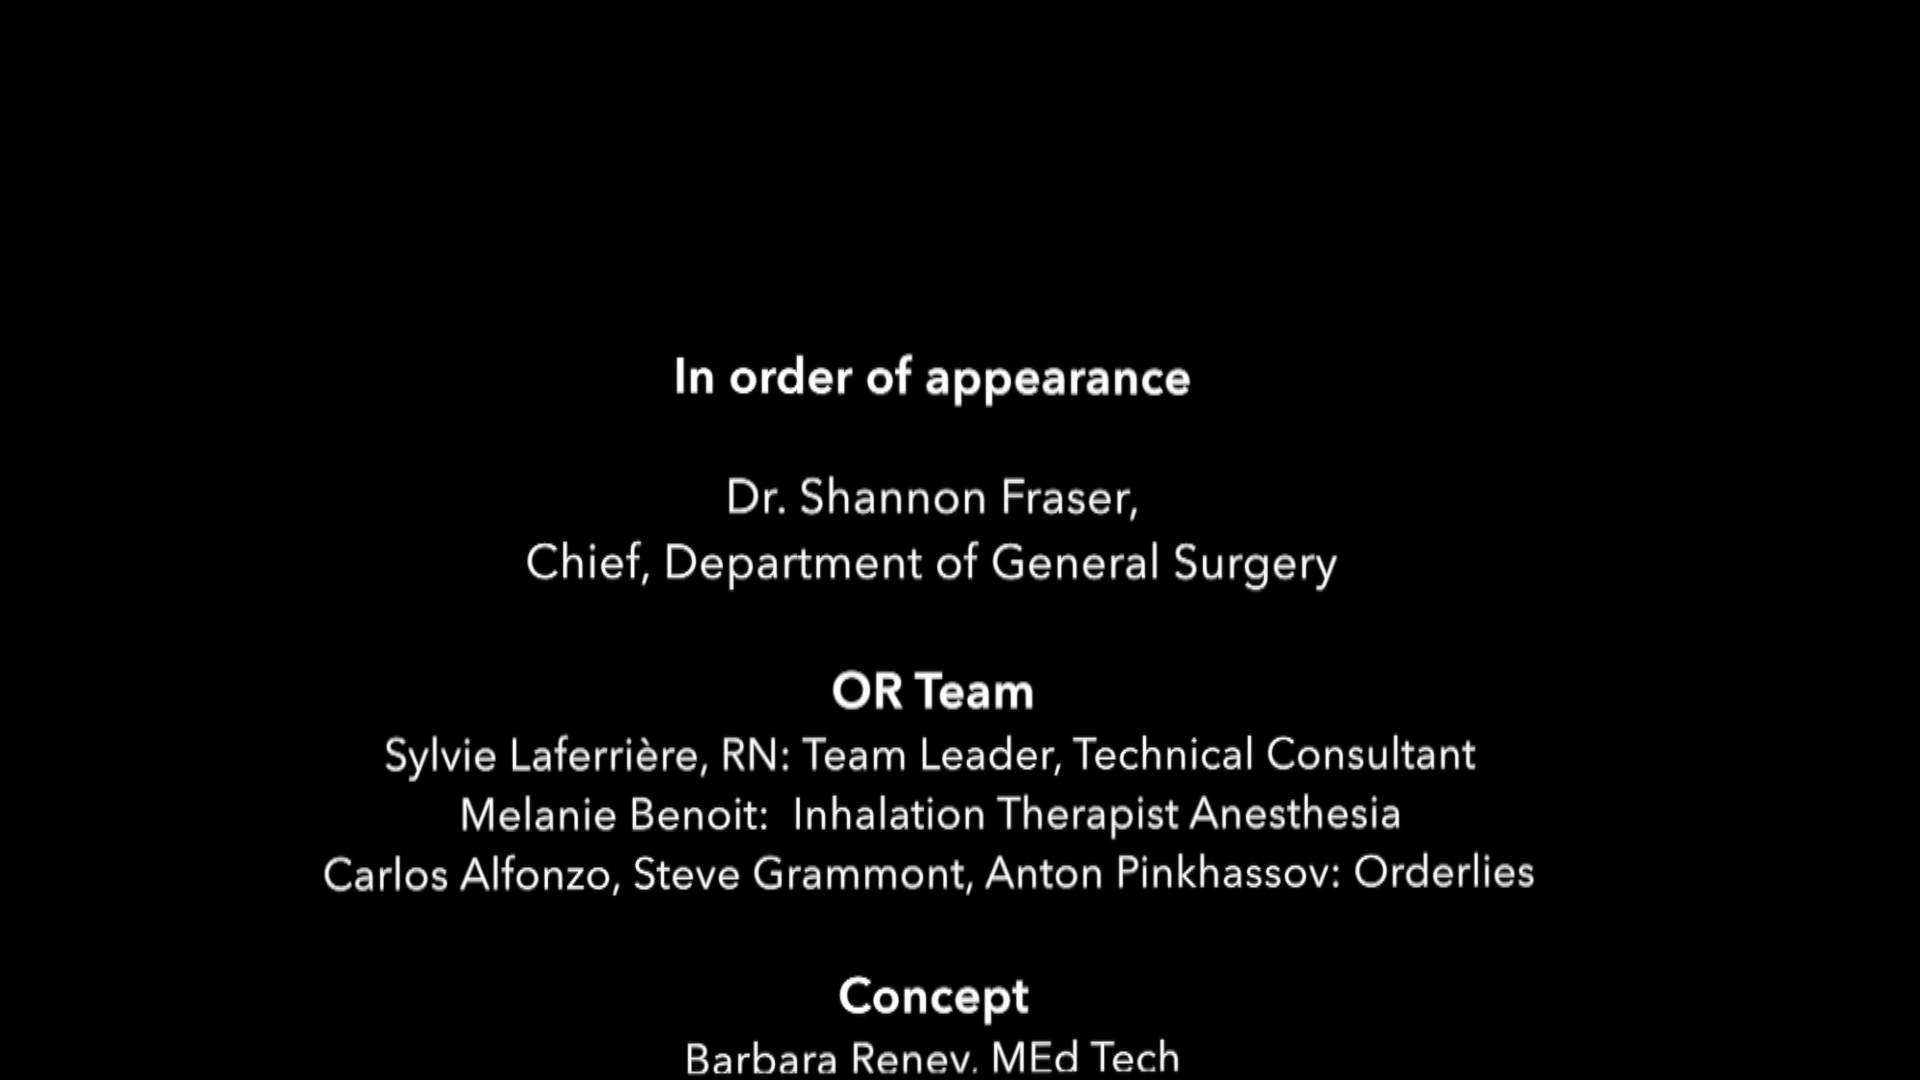 In order of appearance
Dr. Shannon Fraser,
Chief, Department of General Surgery
OR Team
Sylvie Laferrière, RN: Team Leader, Technical Consultant
Melanie Benoit: Inhalation Therapist Anesthesia
Carlos Alfonzo, Steve Grammont, Anton Pinkhassov: Orderlies
Concept
Barbara Reney, MEd Tech